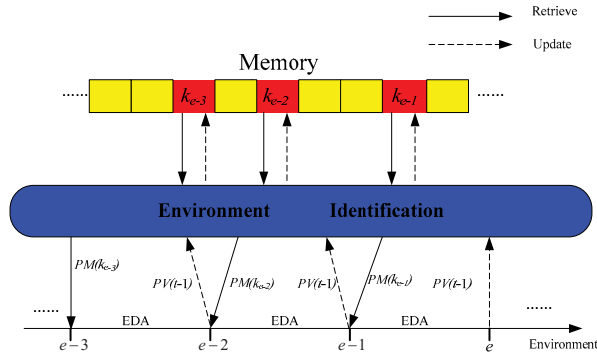 Retrieve
Update
Memory
...... k_{e-3} k_{e-2} k_{e-1} ......
Environment Identification
PM(k_{e-3}) PV(t-1) PM(k_{e-2}) PV(t-1) PM(k_{e-1}) PV(t-1)
...... ......
EDA EDA EDA
e-3 e-2 e-1 e Environment